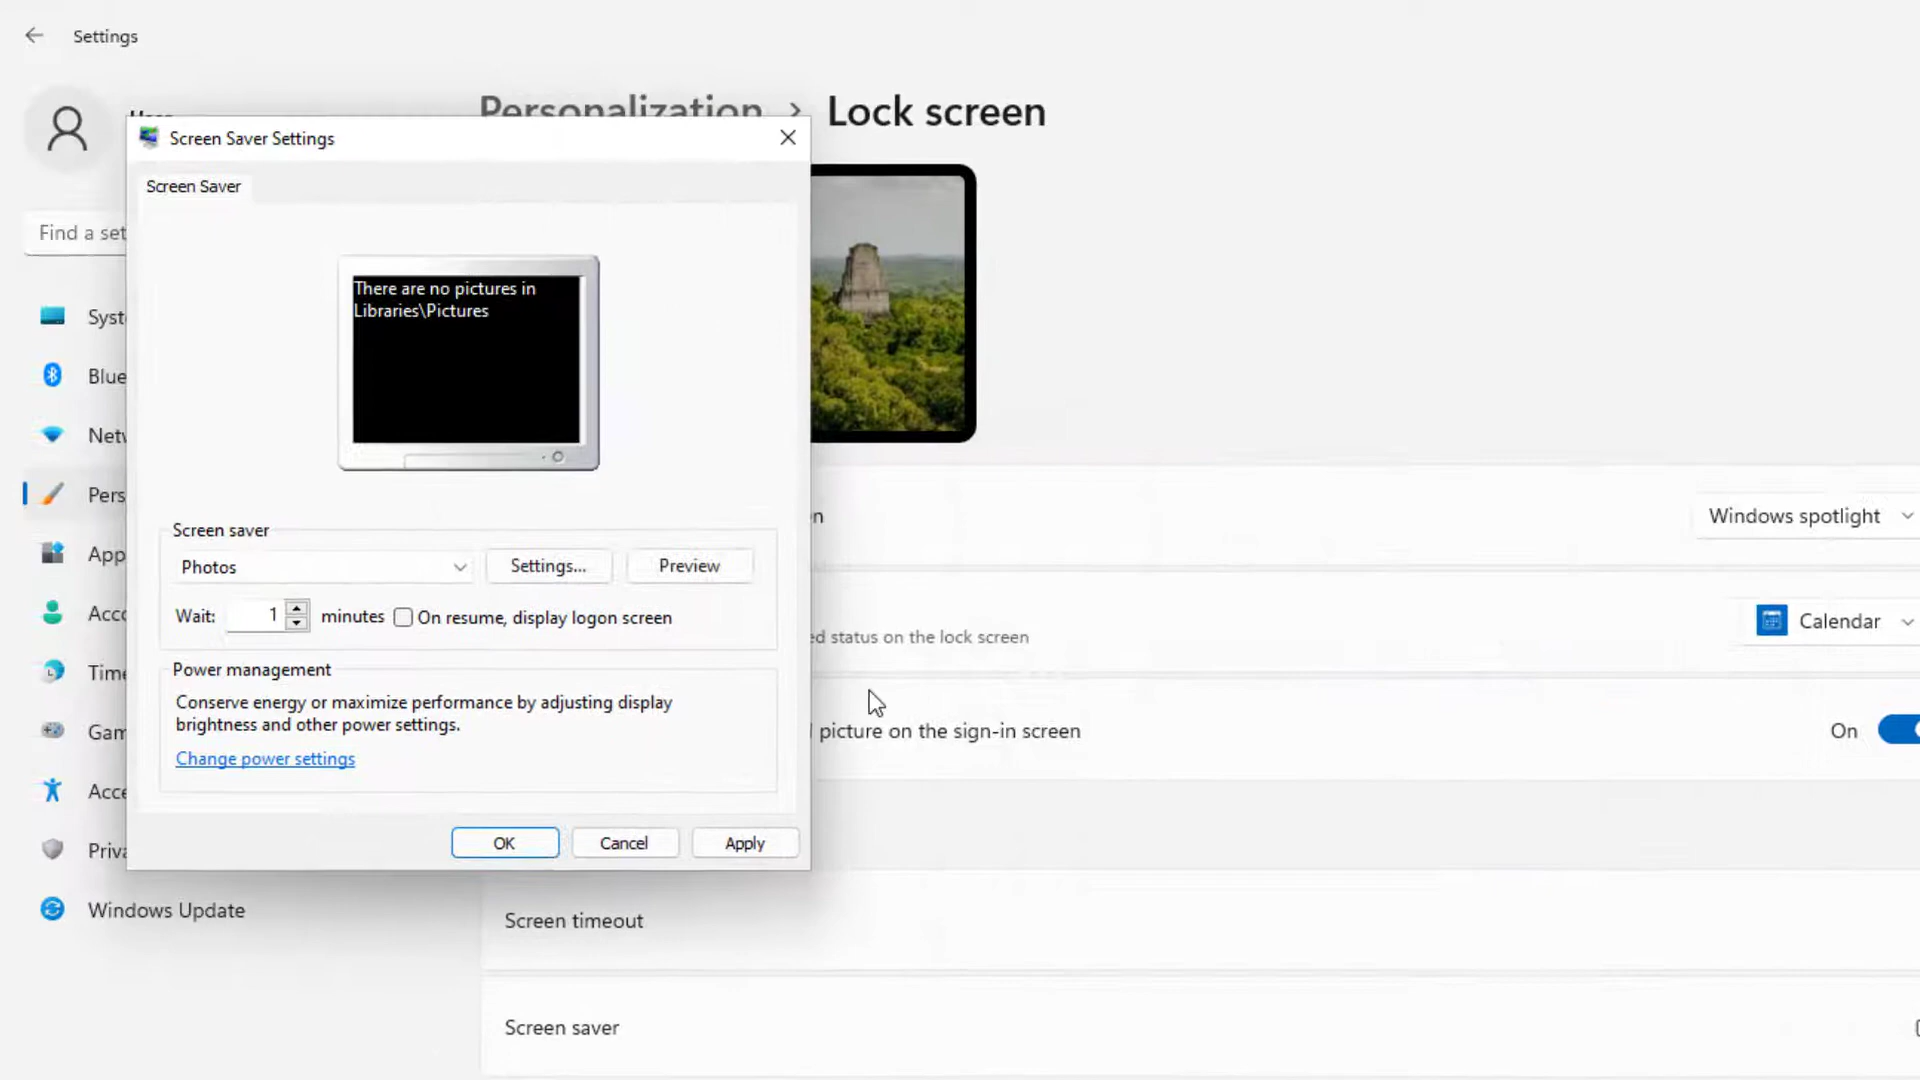 Settings
Personalization > Lock screen
Screen Saver Settings
Screen Saver
Find a set
There are no pictures in
Libraries\Pictures
Syst
Blue
Netw
Pers
App
Acco
Time
Gam
Acce
Priva
Windows Update
Screen saver
Photos
Settings...
Preview
Wait:
1
minutes
On resume, display logon screen
Power management
Conserve energy or maximize performance by adjusting display
brightness and other power settings.
Change power settings
OK
Cancel
Apply
n
Windows spotlight
ed status on the lock screen
Calendar
picture on the sign-in screen
On
Screen timeout
Screen saver